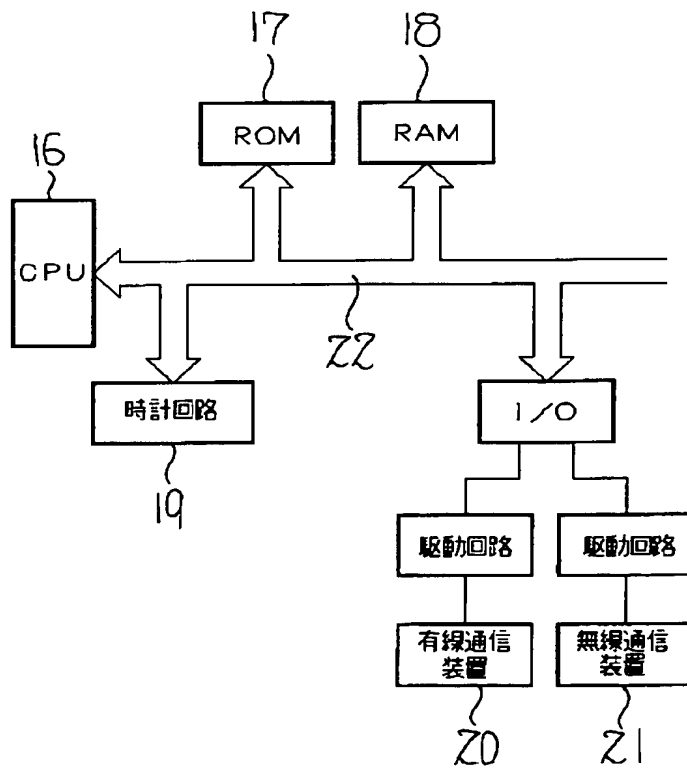 17
18
ROM
RAM
16
CPU
22
時計回路
19
I/O
駆動回路
駆動回路
有線通信
装置
無線通信
装置
20
21